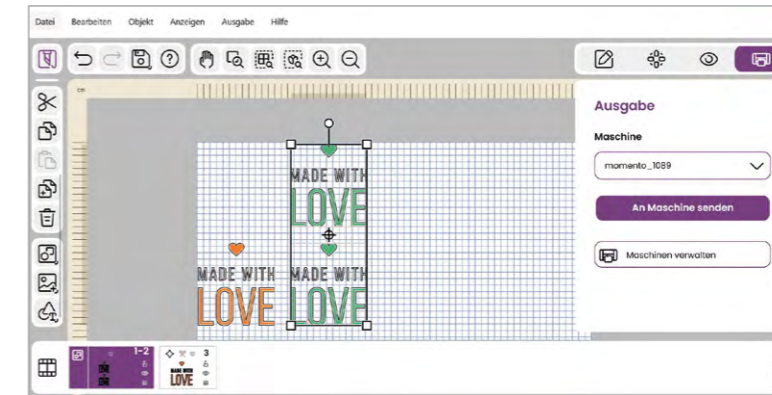 Datei Bearbeiten Objekt Anzeigen Ausgabe Hilfe
cm
Ausgabe
Maschine
momento_1089
An Maschine senden
Maschinen verwalten
MADE WITH
LOVE
MADE WITH MADE WITH
LOVE LOVE
1-2 3
MADE WITH
LOVE